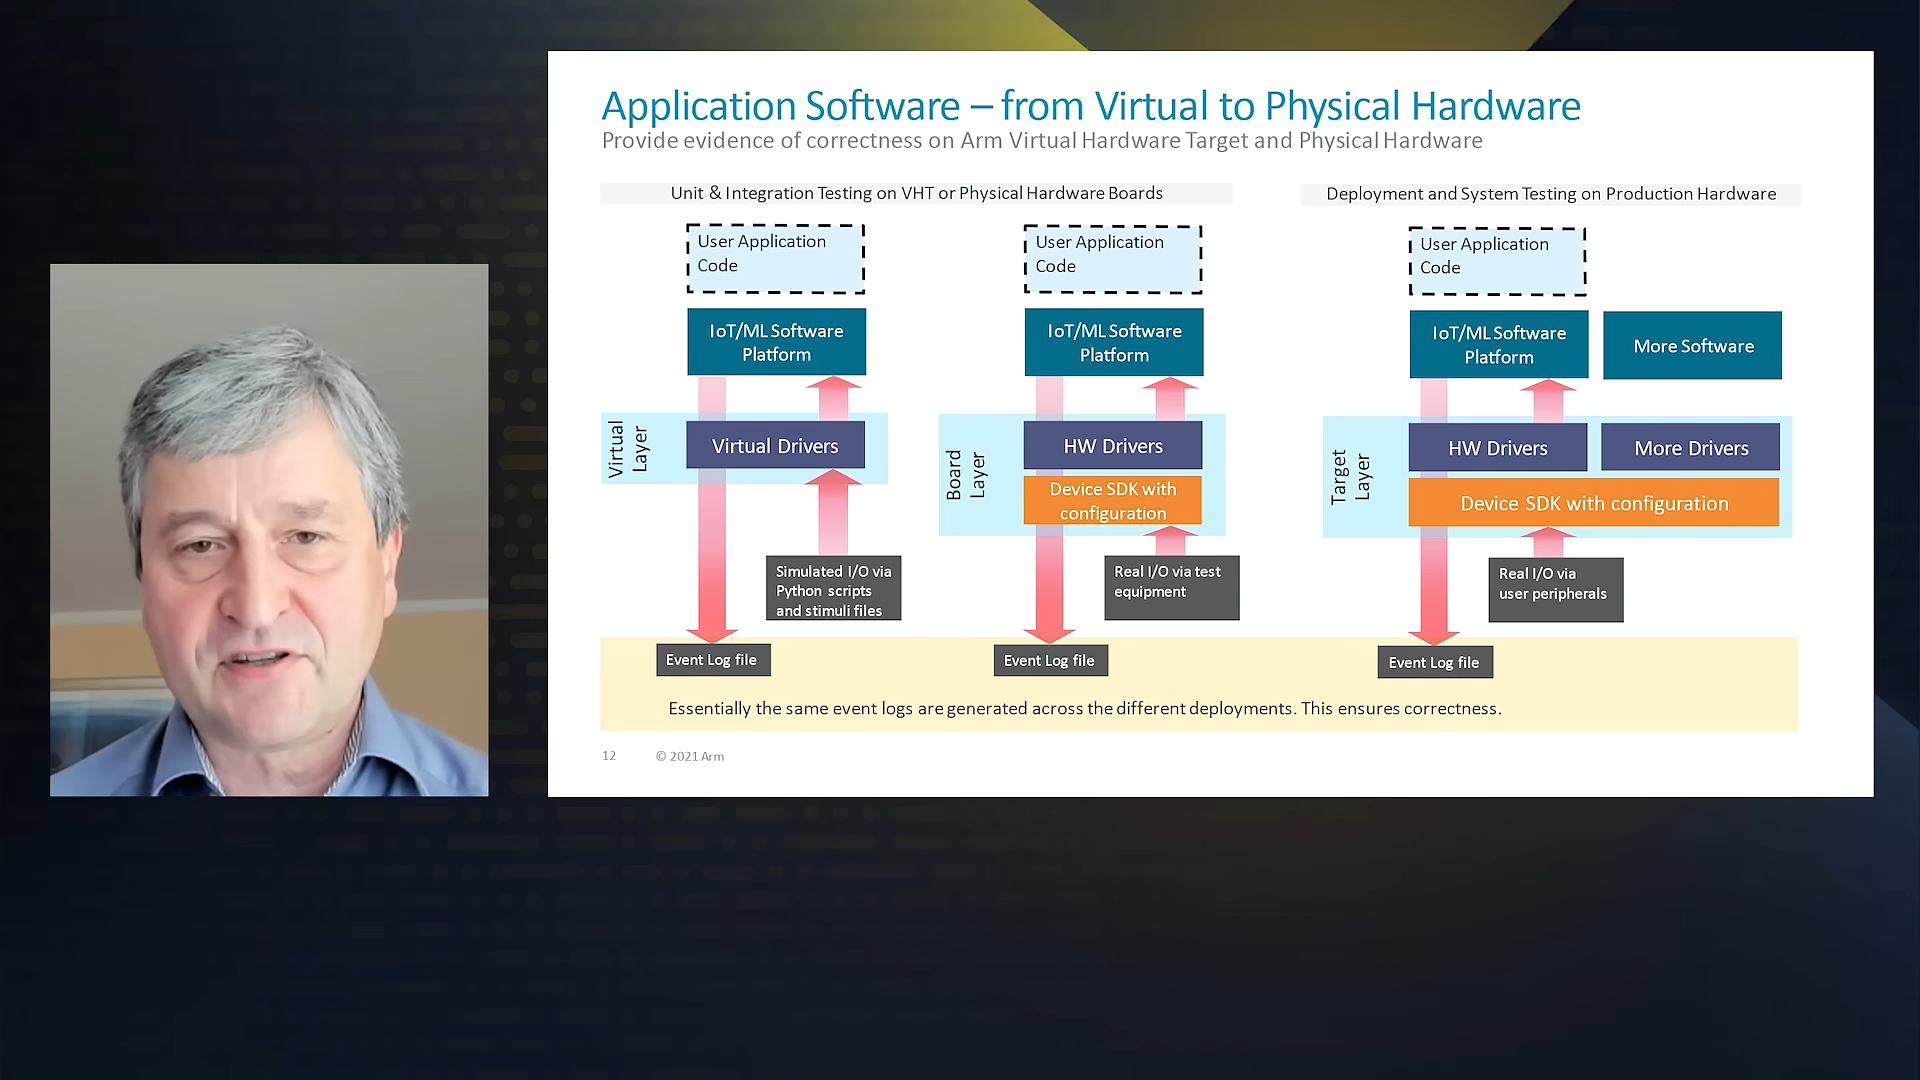 Application Software – from Virtual to Physical Hardware
Provide evidence of correctness on Arm Virtual Hardware Target and Physical Hardware
Unit & Integration Testing on VHT or Physical Hardware Boards
User Application
Code
IoT/ML Software
Platform
Virtual
Layer
Virtual Drivers
Simulated I/O via
Python scripts
and stimuli files
Event Log file
User Application
Code
IoT/ML Software
Platform
Board
Layer
HW Drivers
Device SDK with
configuration
Real I/O via test
equipment
Event Log file
Deployment and System Testing on Production Hardware
User Application
Code
IoT/ML Software
Platform
More Software
Target
Layer
HW Drivers
More Drivers
Device SDK with configuration
Real I/O via
user peripherals
Event Log file
Essentially the same event logs are generated across the different deployments. This ensures correctness.
12
© 2021 Arm